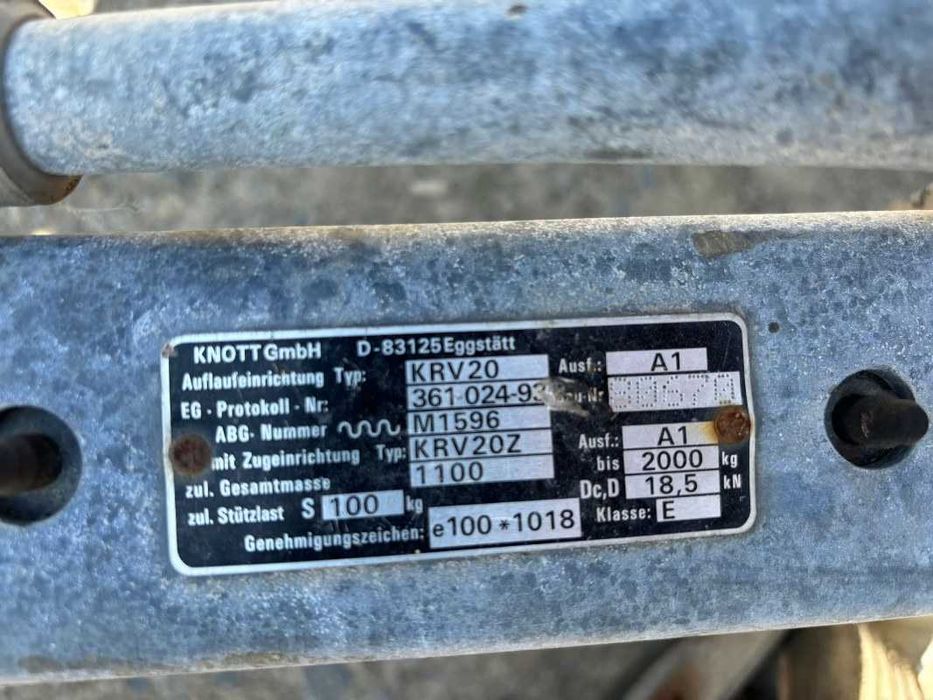 KNOTT GmbH D-83125 Eggstätt
Auflaufeinrichtung Typ: KRV20 Ausf.: A1
EG - Protokoll - Nr: 361-024-93
ABG - Nummer M1596
mit Zugeinrichtung Typ: KRV20Z Ausf.: A1
zul. Gesamtmasse 1100 bis 2000 kg
zul. Stützlast S 100 kg Dc,D 18,5 kN
Genehmigungszeichen: e100*1018 Klasse: E